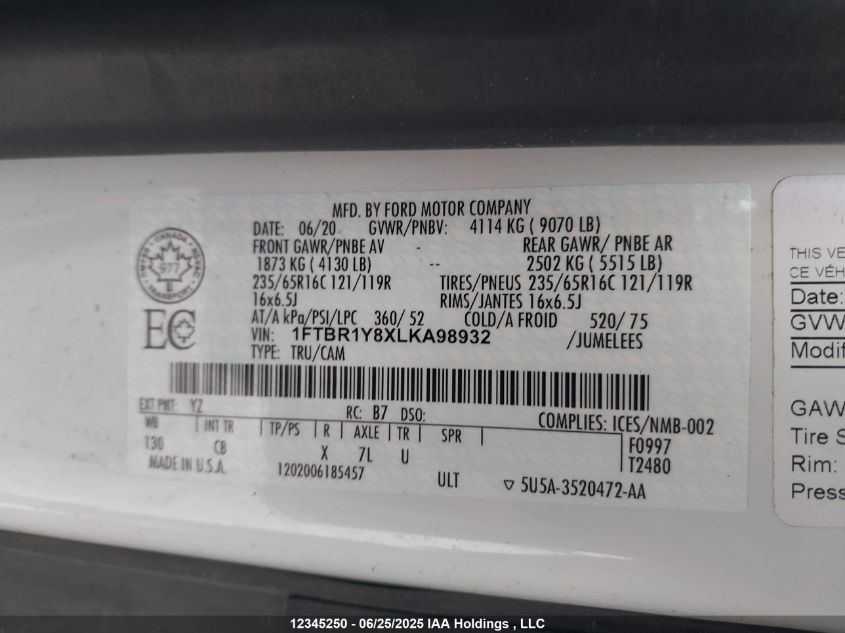 MFD. BY FORD MOTOR COMPANY
DATE: 06/20 GVWR/PNBV: 4114 KG ( 9070 LB)
FRONT GAWR/PNBE AV REAR GAWR/ PNBE AR
1873 KG ( 4130 LB) -- 2502 KG ( 5515 LB)
235/65R16C 121/119R TIRES/PNEUS 235/65R16C 121/119R
16x6.5J RIMS/JANTES 16x6.5J
AT/A kPa/PSI/LPC 360/ 52 COLD/A FROID 520/ 75
VIN: 1FTBR1Y8XLKA98932 /JUMELEES
TYPE: TRU/CAM
CANADA
977
TRANSPORT
EC
EXT PNT: YZ RC: B7 DSO: COMPLIES: ICES/NMB-002
WB INT TR TP/PS R AXLE TR SPR F0997
130 CB X 7L U T2480
MADE IN U.S.A. 1202006185457 ULT ▽ 5U5A-3520472-AA
THIS VE
CE VÉH
Date:
GVW
Modif
GAW
Tire S
Rim:
Press
12345250 - 06/25/2025 IAA Holdings , LLC